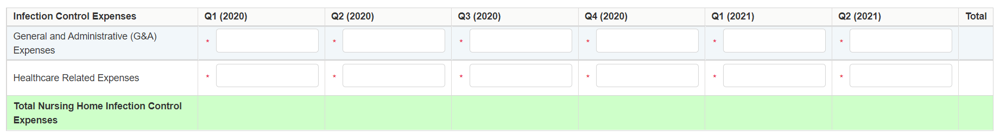 Infection Control Expenses Q1 (2020) Q2 (2020) Q3 (2020) Q4 (2020) Q1 (2021) Q2 (2021) Total
General and Administrative (G&A)
Expenses
* * * * * *
Healthcare Related Expenses * * * * * *
Total Nursing Home Infection Control
Expenses